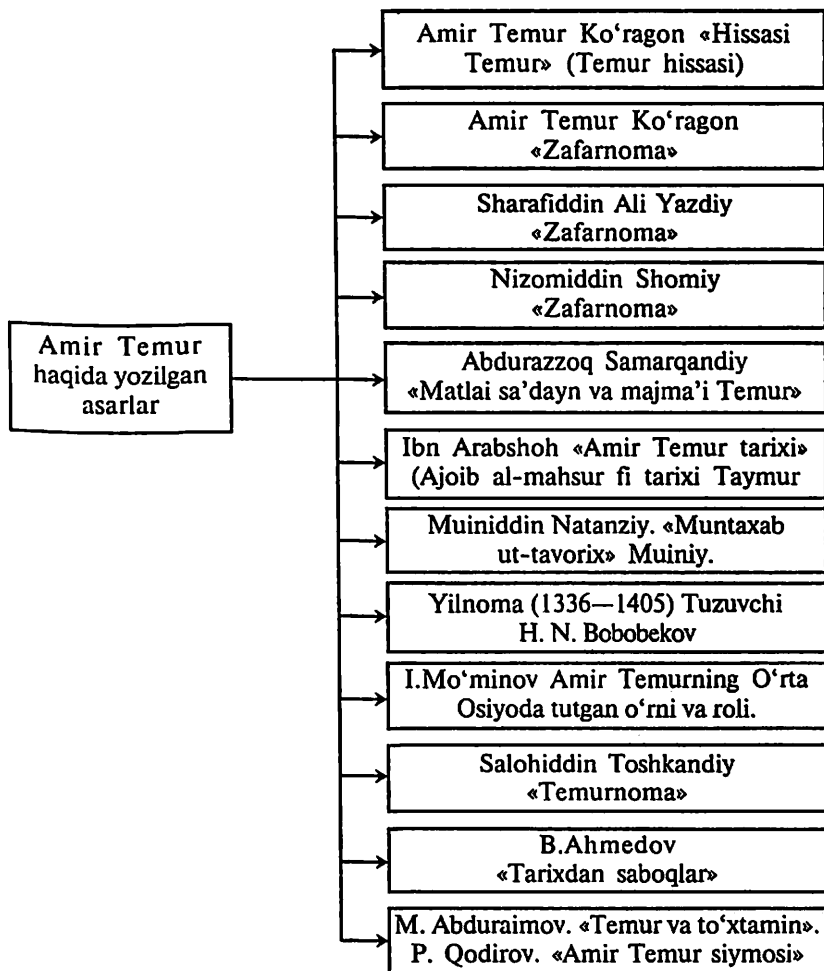 Amir Temur
haqida yozilgan
asarlar
Amir Temur Ko‘ragon «Hissasi
Temur» (Temur hissasi)
Amir Temur Ko‘ragon
«Zafarnoma»
Sharafiddin Ali Yazdiy
«Zafarnoma»
Nizomiddin Shomiy
«Zafarnoma»
Abdurazzoq Samarqandiy
«Matlai sa’dayn va majma’i Temur»
Ibn Arabshoh «Amir Temur tarixi»
(Ajoib al-mahsur fi tarixi Taymur
Muiniddin Natanziy. «Muntaxab
ut-tavorix» Muiniy.
Yilnoma (1336—1405) Tuzuvchi
H. N. Bobobekov
I.Mo‘minov Amir Temurning O‘rta
Osiyoda tutgan o‘rni va roli.
Salohiddin Toshkandiy
«Temurnoma»
B.Ahmedov
«Tarixdan saboqlar»
M. Abduraimov. «Temur va to‘xtamin».
P. Qodirov. «Amir Temur siymosi»